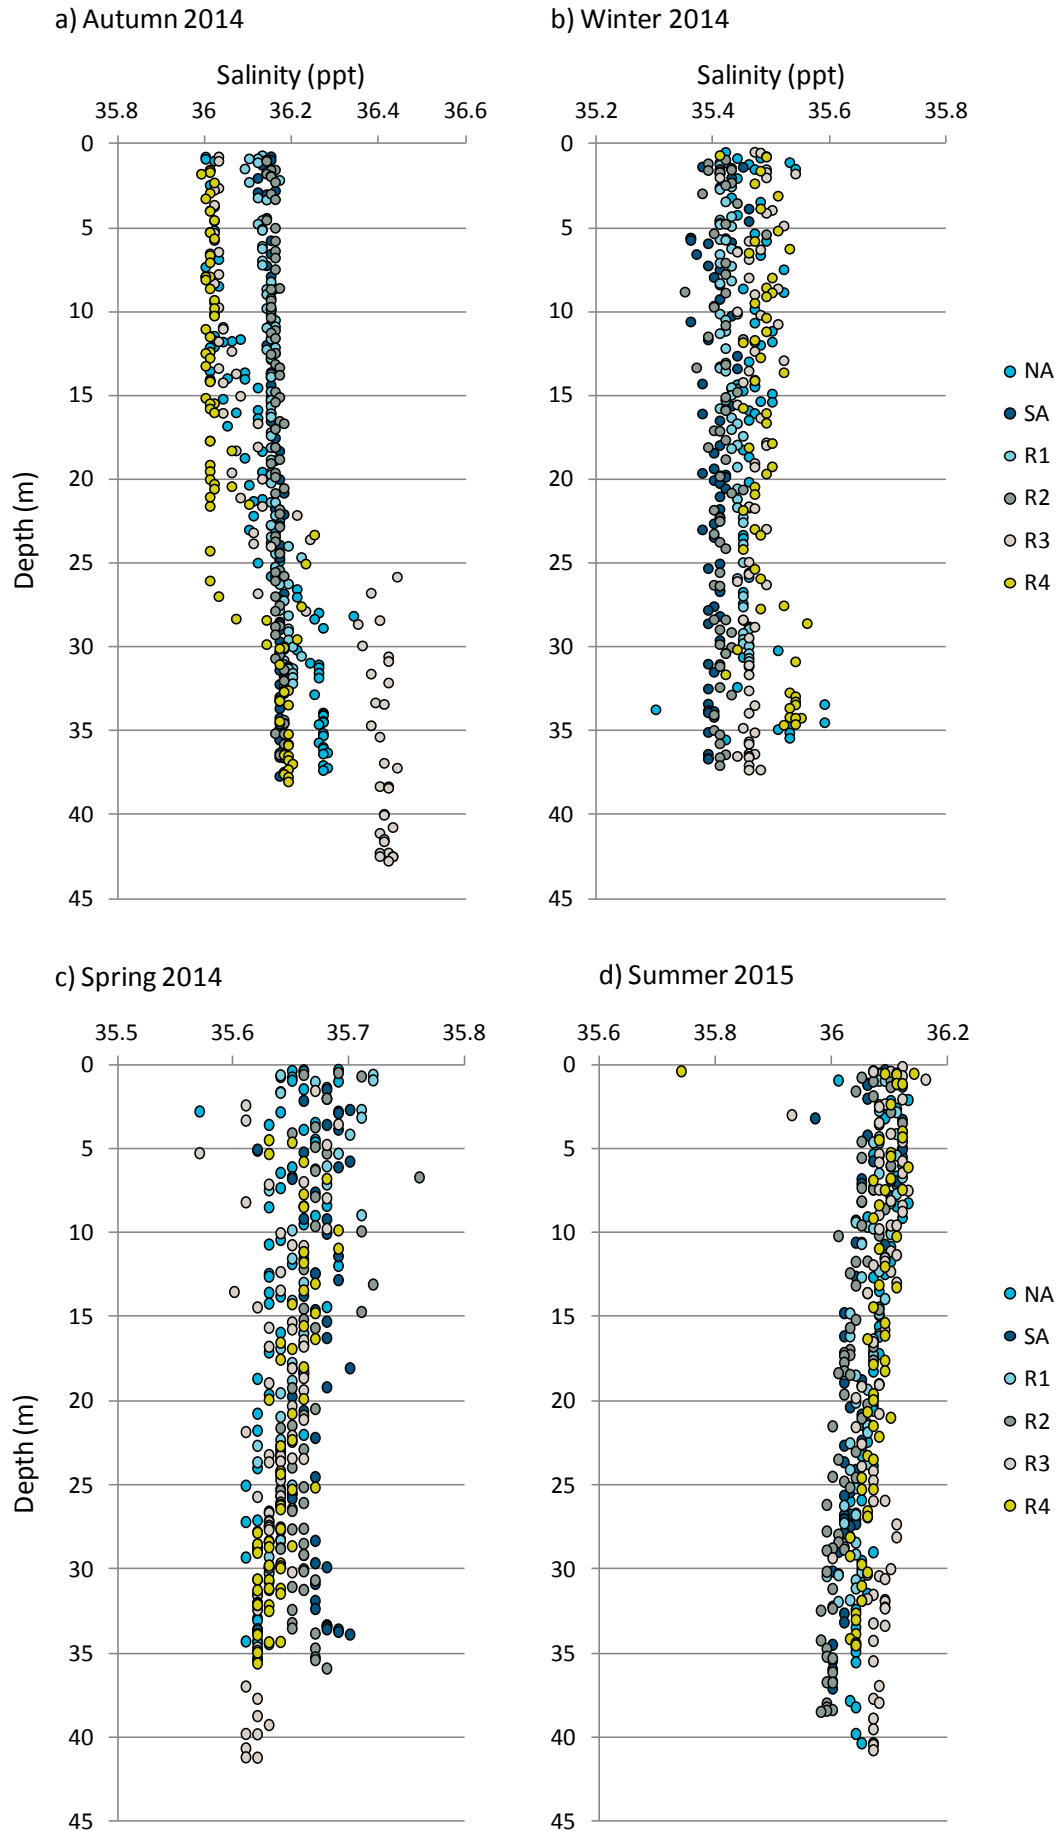 a) Autumn 2014
b) Winter 2014
Salinity (ppt)
Salinity (ppt)
35.8 36 36.2 36.4 36.6
35.2 35.4 35.6 35.8
0
5
10
15
20
25
30
35
40
45
Depth (m)
0
5
10
15
20
25
30
35
40
45
NA
SA
R1
R2
R3
R4
c) Spring 2014
d) Summer 2015
35.5 35.6 35.7 35.8
35.6 35.8 36 36.2
0
5
10
15
20
25
30
35
40
45
Depth (m)
0
5
10
15
20
25
30
35
40
45
NA
SA
R1
R2
R3
R4